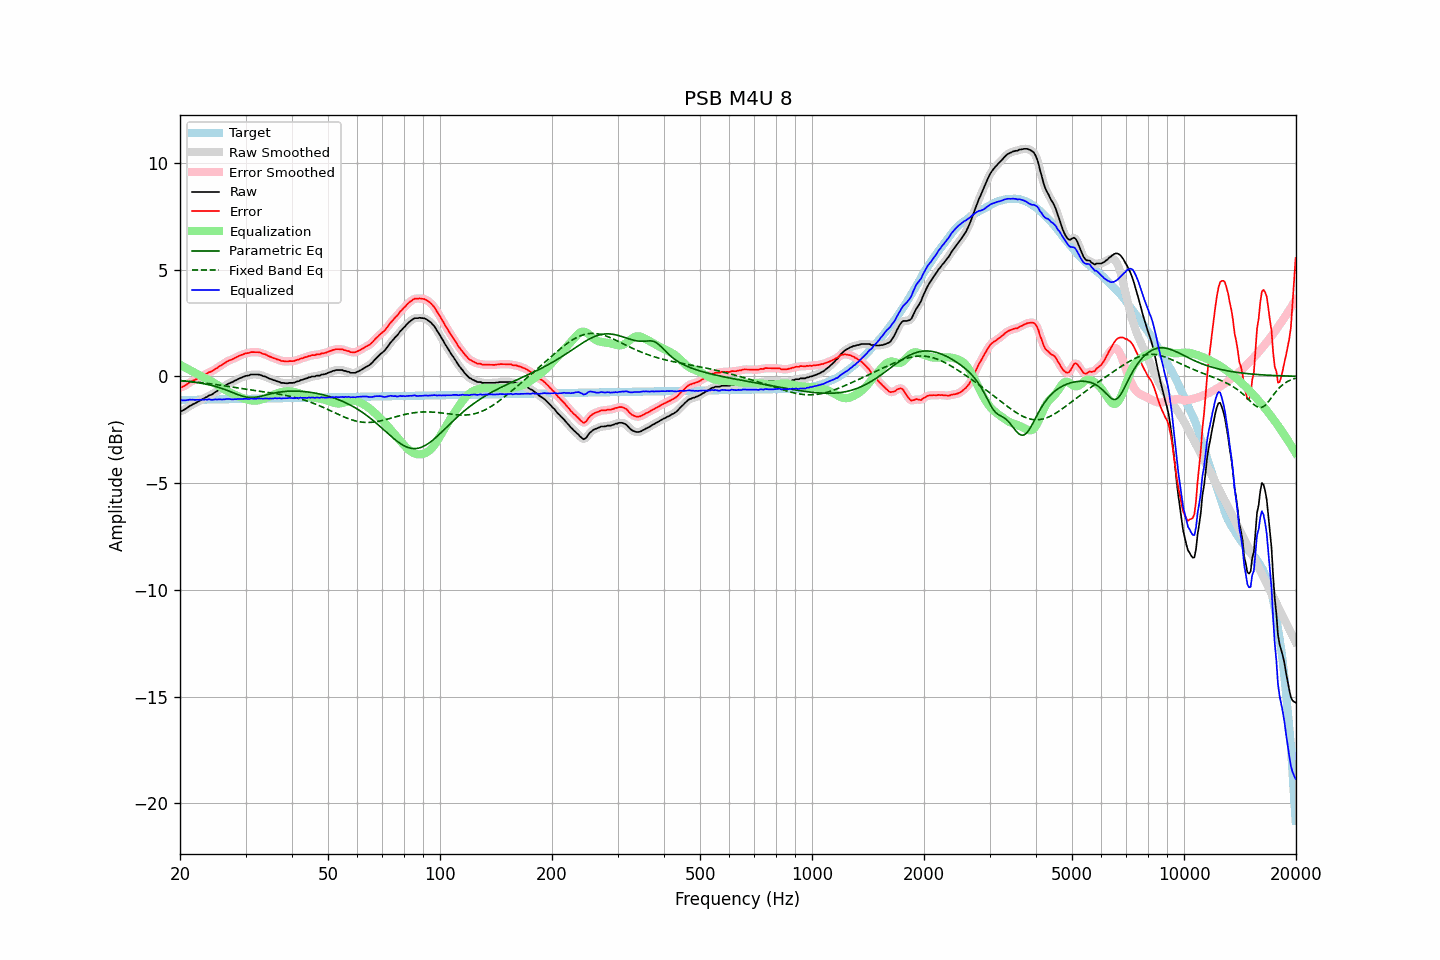 PSB M4U 8
Target
Raw Smoothed
Error Smoothed
Raw
Error
Equalization
Parametric Eq
Fixed Band Eq
Equalized
10
5
0
−5
−10
−15
−20
Amplitude (dBr)
20 50 100 200 500 1000 2000 5000 10000 20000
Frequency (Hz)